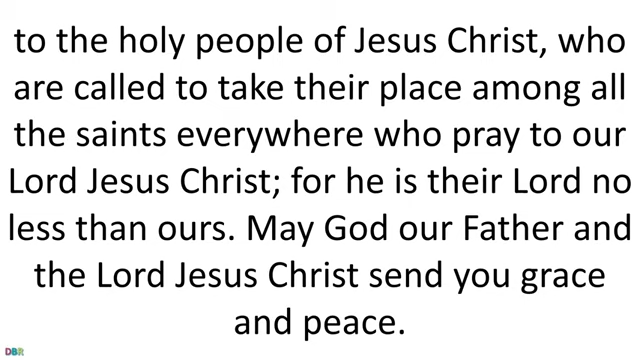 to the holy people of Jesus Christ, who
are called to take their place among all
the saints everywhere who pray to our
Lord Jesus Christ; for he is their Lord no
less than ours. May God our Father and
the Lord Jesus Christ send you grace
and peace.
DBR